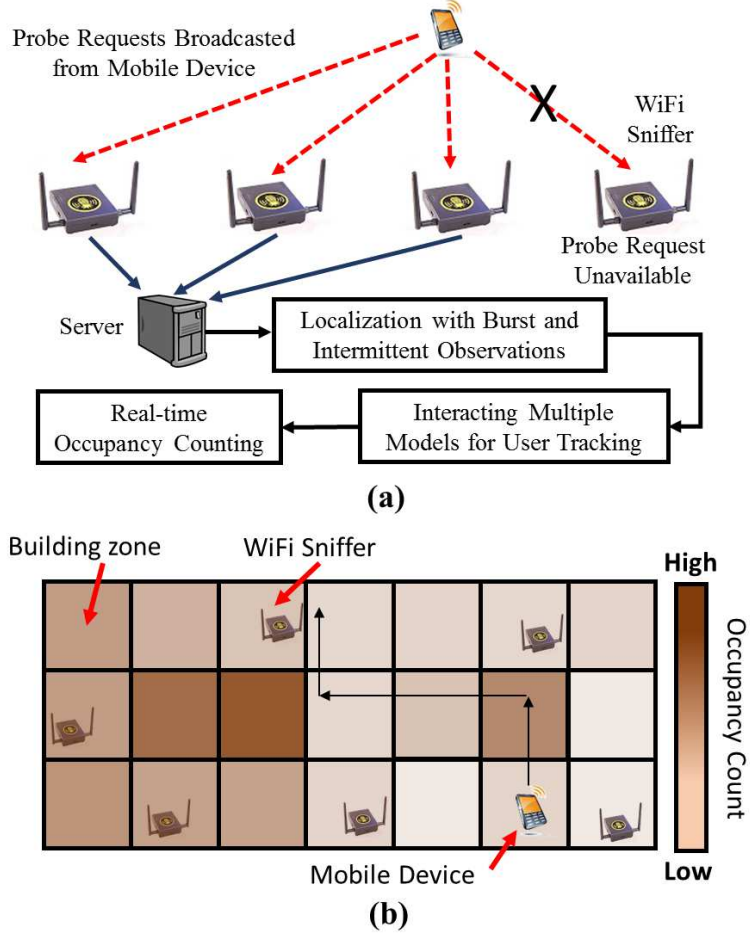 Probe Requests Broadcasted
from Mobile Device
X
WiFi
Sniffer
Probe Request
Unavailable
Server
Localization with Burst and
Intermittent Observations
Real-time
Occupancy Counting
Interacting Multiple
Models for User Tracking
(a)
Building zone
WiFi Sniffer
High
Occupancy Count
Low
Mobile Device
(b)